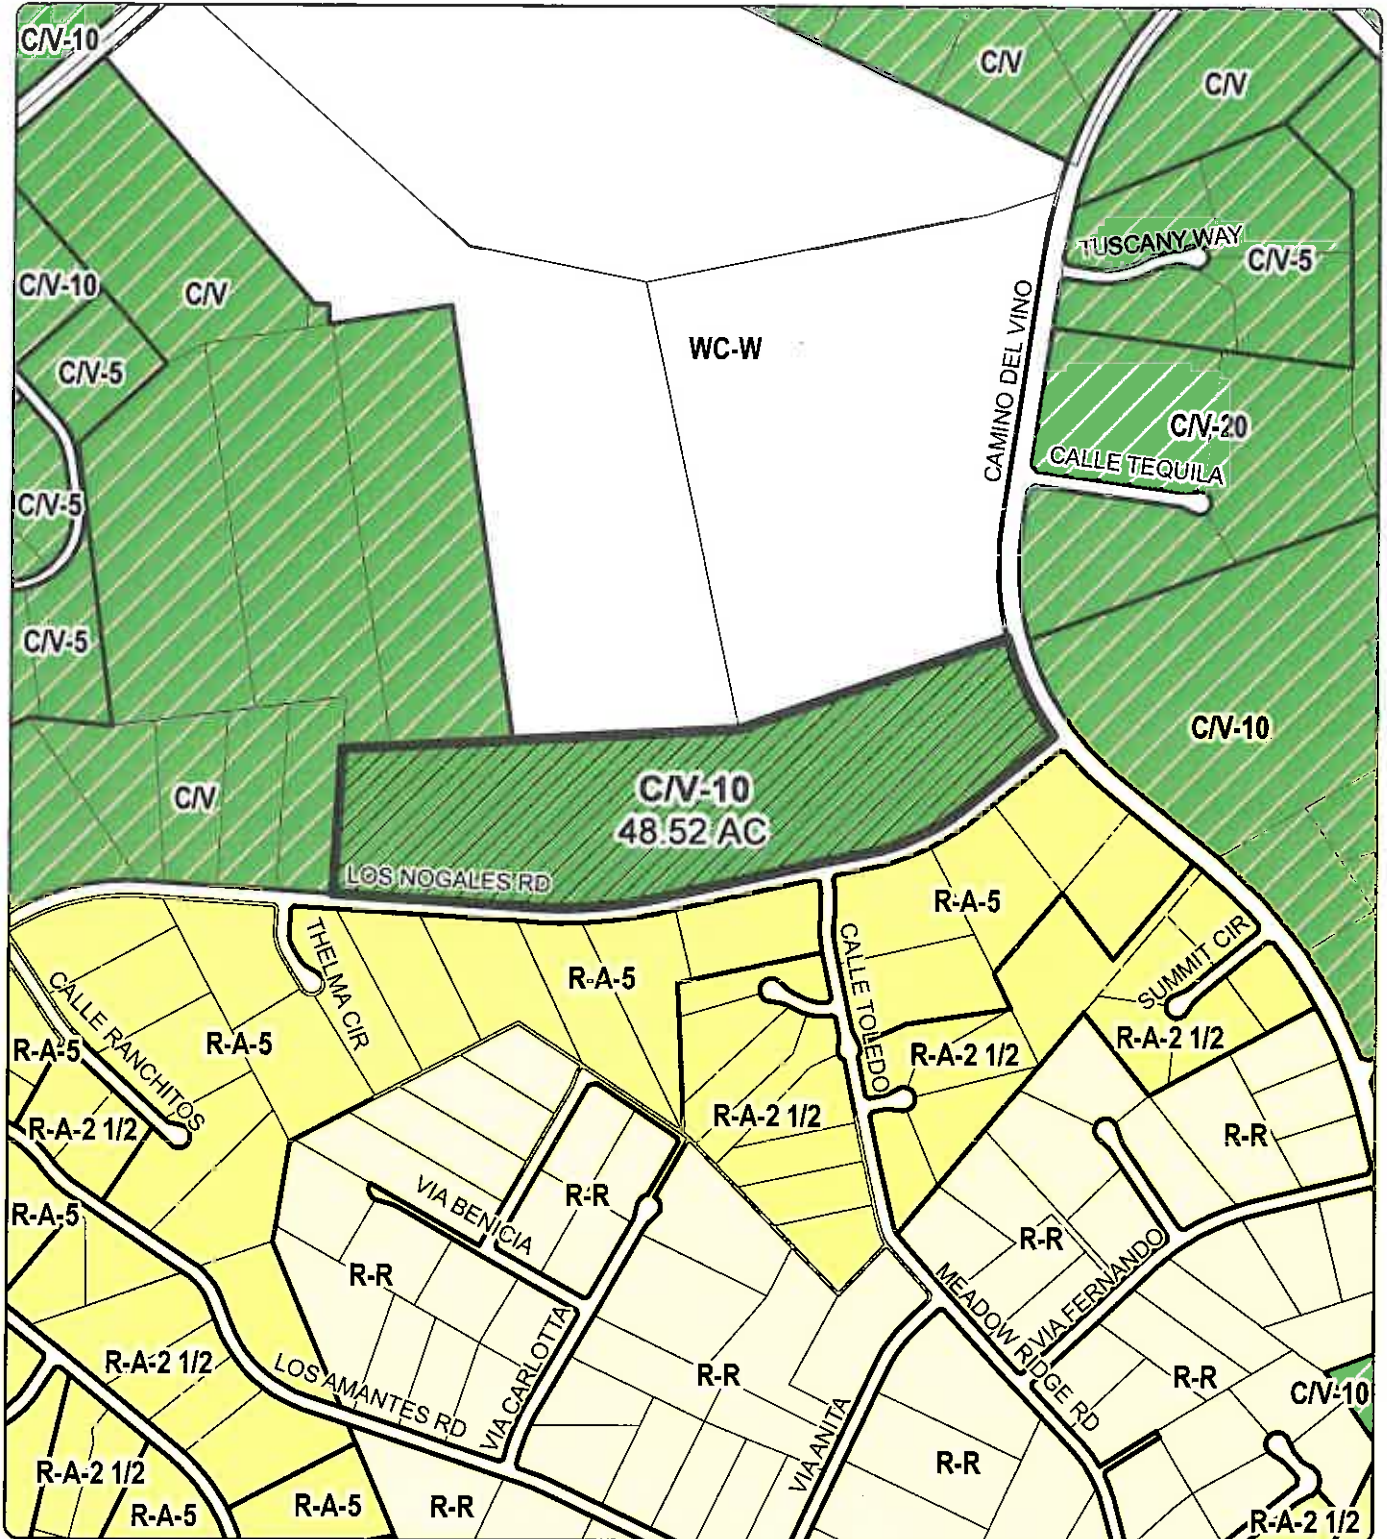 C/V-10
C/V
C/V
TUSCANY WAY
C/V-5
C/V-10
C/V
WC-W
CAMINO DEL VINO
C/V-5
C/V-20
CALLE TEQUILA
C/V-5
C/V-5
C/V-10
C/V
C/V-10
48.52 AC
LOS NOGALES RD
R-A-5
THELMA CIR
R-A-5
CALLE TOLEDO
SUMMIT CIR
CALLE RANCHITOS
R-A-5
R-A-5
R-A-2 1/2
R-A-2 1/2
R-A-2 1/2
R-A-2 1/2
R-R
R-A-5
VIA BENICIA
R-R
R-R
R-R
MEADOW RIDGE RD
VIA FERNANDO
R-A-2 1/2
LOS AMANTES RD
VIA CARLOTTA
R-R
R-R
C/V-10
VIA ANITA
R-A-2 1/2
R-R
R-A-5
R-A-5
R-R
R-A-2 1/2